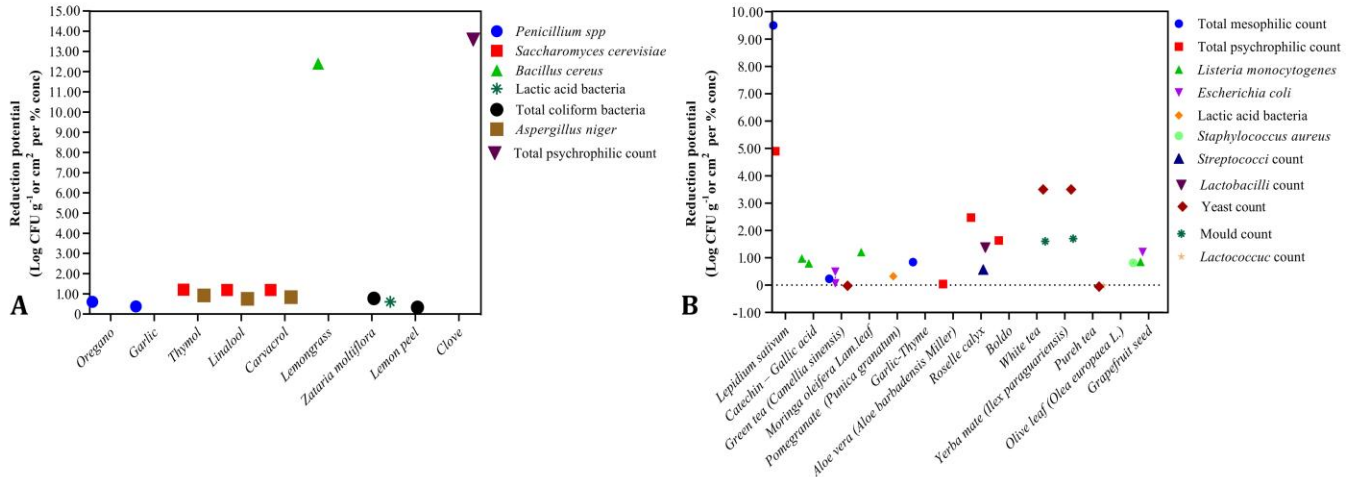 Reduction potential
(Log CFU g⁻¹or cm² per % conc)
15.00
14.00
13.00
12.00
11.00
10.00
9.00
8.00
7.00
6.00
5.00
4.00
3.00
2.00
1.00
0
A
Oregano
Garlic
Thymol
Linalool
Carvacrol
Lemongrass
Zataria moltiflora
Lemon peel
Clove
Penicillium spp
Saccharomyces cerevisiae
Bacillus cereus
Lactic acid bacteria
Total coliform bacteria
Aspergillus niger
Total psychrophilic count
Reduction potential
(Log CFU g⁻¹or cm² per % conc)
10.00
9.00
8.00
7.00
6.00
5.00
4.00
3.00
2.00
1.00
0
-1.00
B
Lepidium sativum
Catechin – Gallic acid
Green tea (Camellia sinensis)
Moringa oleifera Lam.leaf
Pomegranate (Punica granatum)
Garlic-Thyme
Aloe vera (Aloe barbadensis Miller)
Roselle calyx
Boldo
White tea
Yerba mate (Ilex paraguariensis)
Pureh tea
Olive leaf (Olea europaea L.)
Grapefruit seed
Total mesophilic count
Total psychrophilic count
Listeria monocytogenes
Escherichia coli
Lactic acid bacteria
Staphylococcus aureus
Streptococci count
Lactobacilli count
Yeast count
Mould count
Lactococcuc count